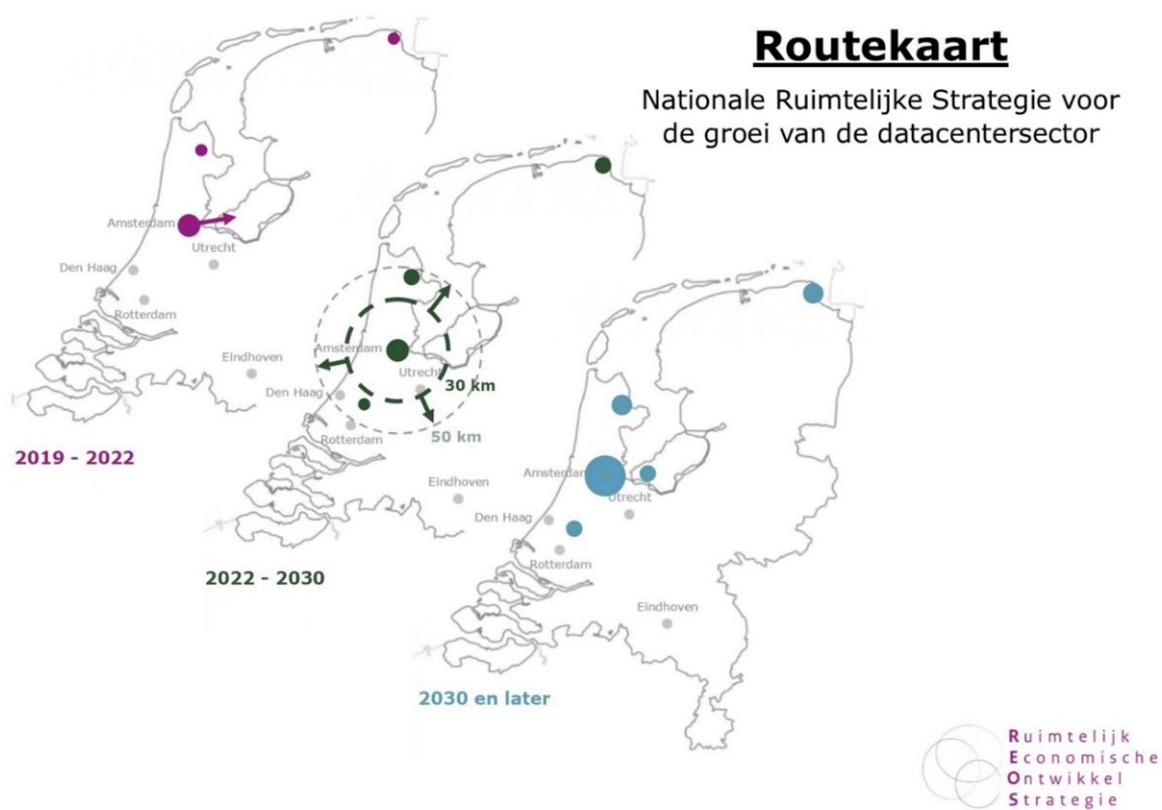 Routekaart
Nationale Ruimtelijke Strategie voor
de groei van de datacentersector
Amsterdam
Utrecht
Den Haag
Rotterdam
Eindhoven
2019 - 2022
Amsterdam
Utrecht
30 km
Den Haag
50 km
Rotterdam
Eindhoven
2022 - 2030
Amsterdam
Utrecht
Den Haag
Rotterdam
Eindhoven
2030 en later
Ruimtelijk
Economische
Ontwikkel
Strategie